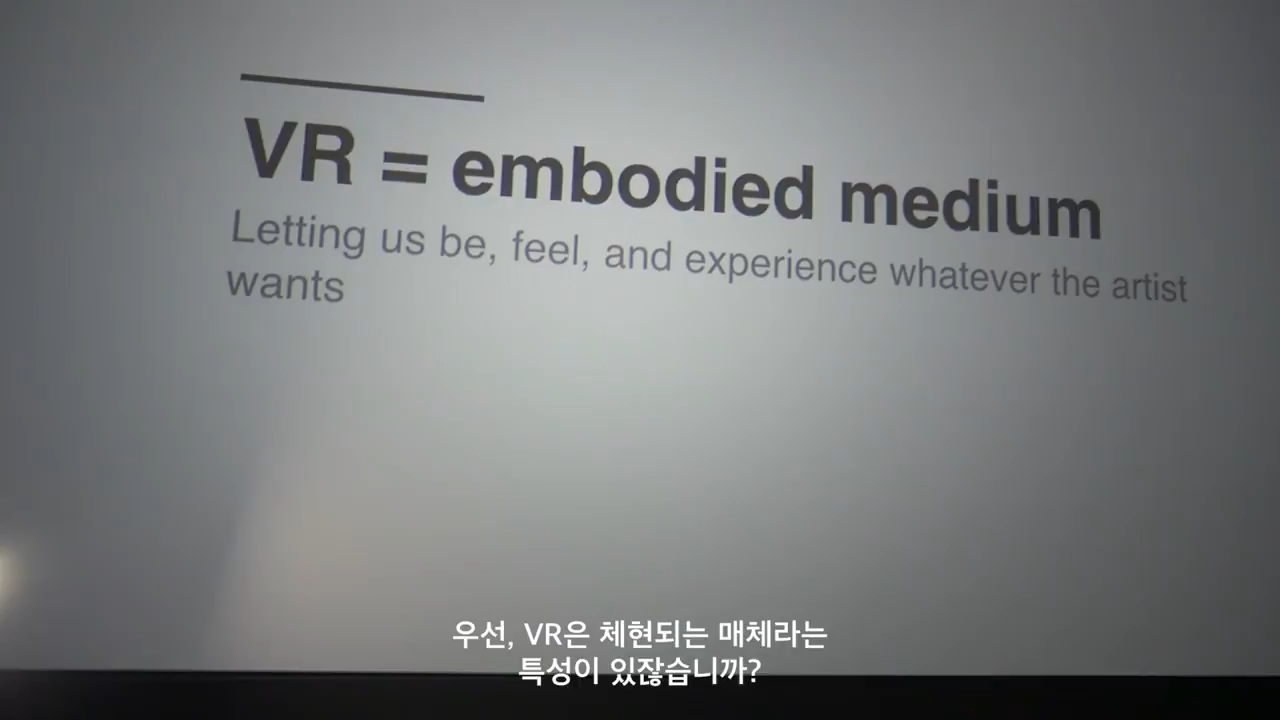 VR = embodied medium
Letting us be, feel, and experience whatever the artist
wants
우선, VR은 체현되는 매체라는
특성이 있잖습니까?